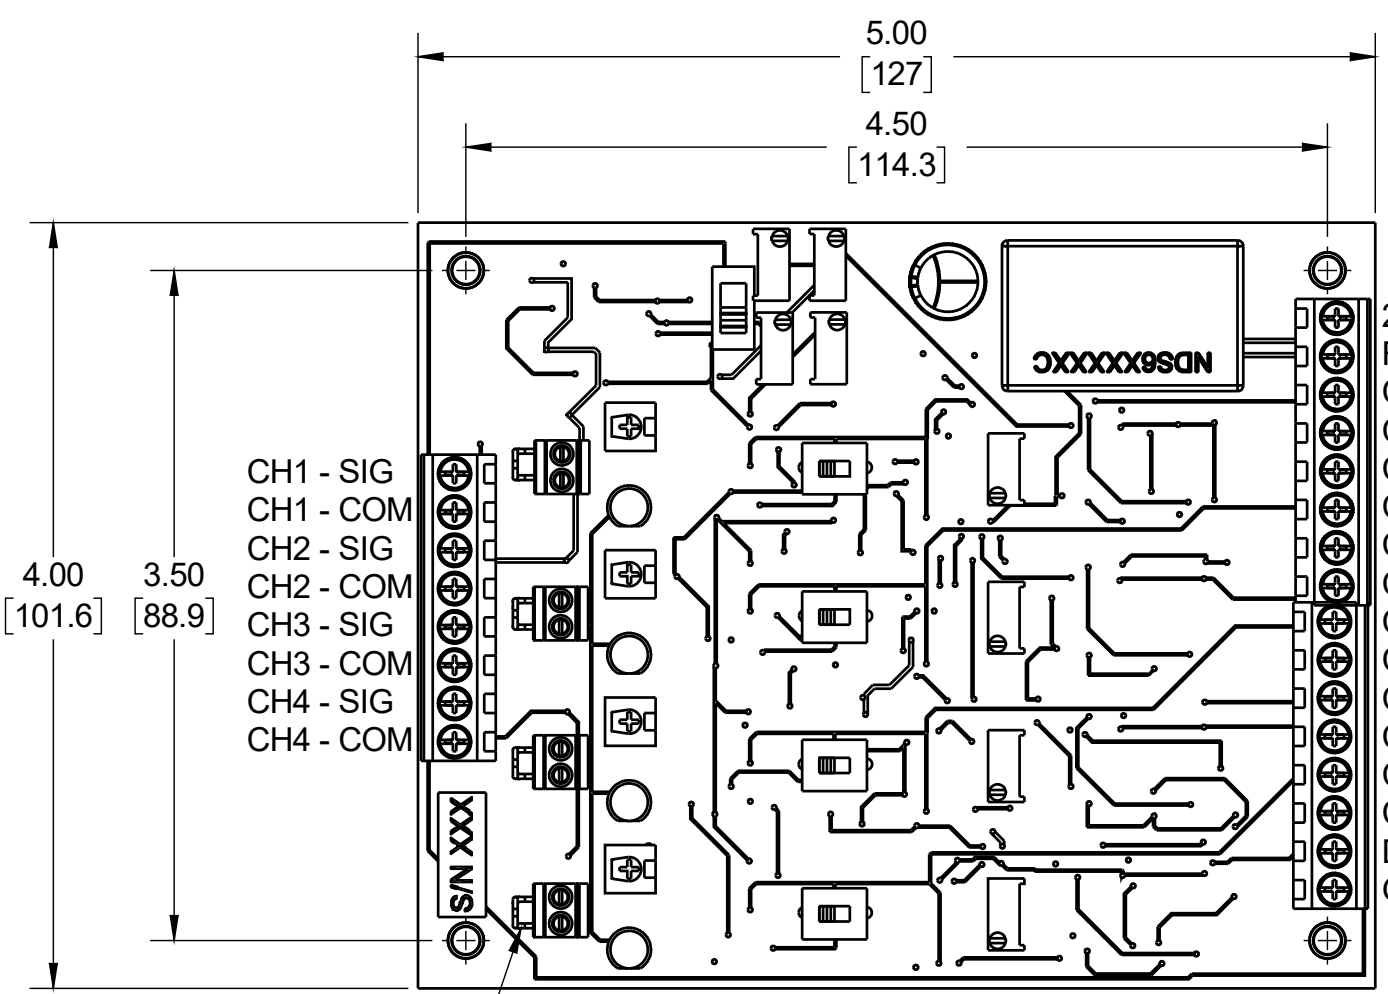 5.00
[127]
4.50
[114.3]
NDS6XXXXXC
CH1 - SIG
CH1 - COM
CH2 - SIG
CH2 - COM
CH3 - SIG
CH3 - COM
CH4 - SIG
CH4 - COM
4.00
[101.6]
3.50
[88.9]
S/N XXX